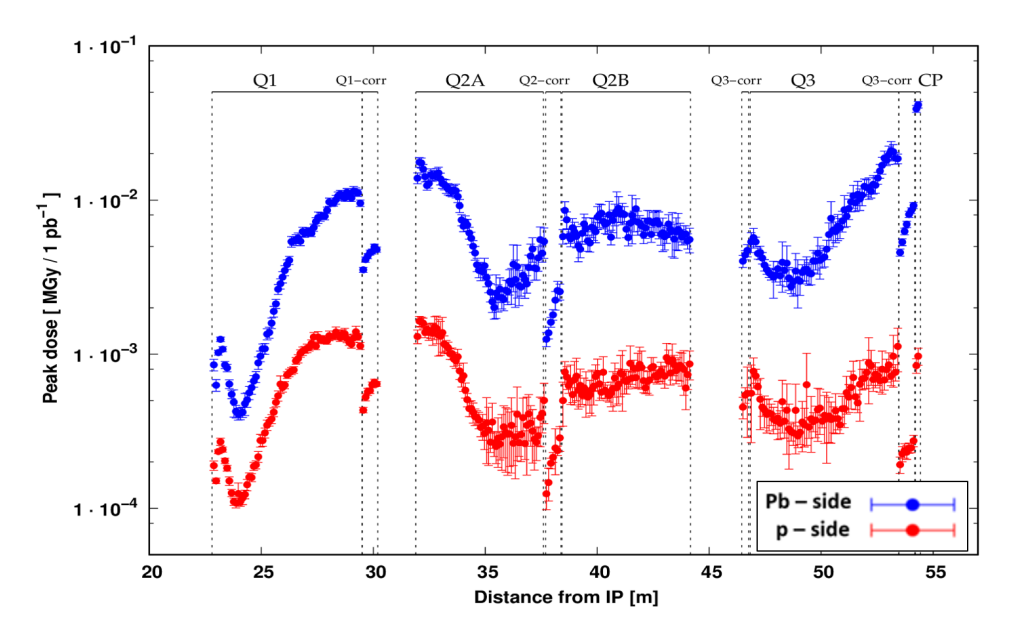 1 · 10⁻¹
Q1 Q1−corr Q2A Q2−corr Q2B Q3−corr Q3 Q3−corr CP
1 · 10⁻²
1 · 10⁻³
1 · 10⁻⁴
Peak dose [ MGy / 1 pb⁻¹ ]
Pb – side
p – side
20 25 30 35 40 45 50 55
Distance from IP [m]